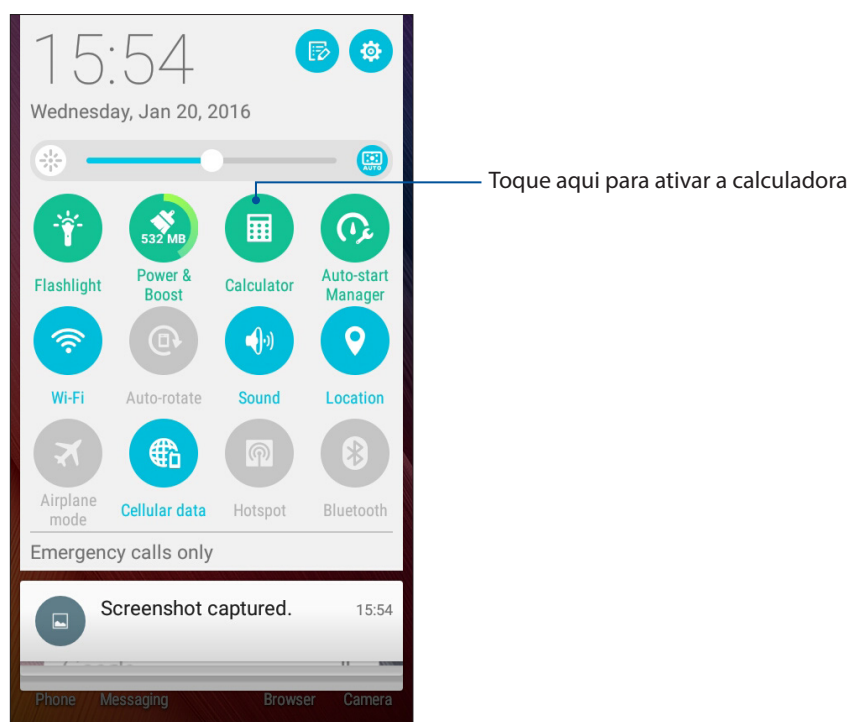 15:54
Wednesday, Jan 20, 2016
AUTO
Toque aqui para ativar a calculadora
532 MB
Flashlight
Power &
Boost
Calculator
Auto-start
Manager
Wi-Fi
Auto-rotate
Sound
Location
Airplane
mode
Cellular data
Hotspot
Bluetooth
Emergency calls only
Screenshot captured.
15:54
Phone
Messaging
Browser
Camera